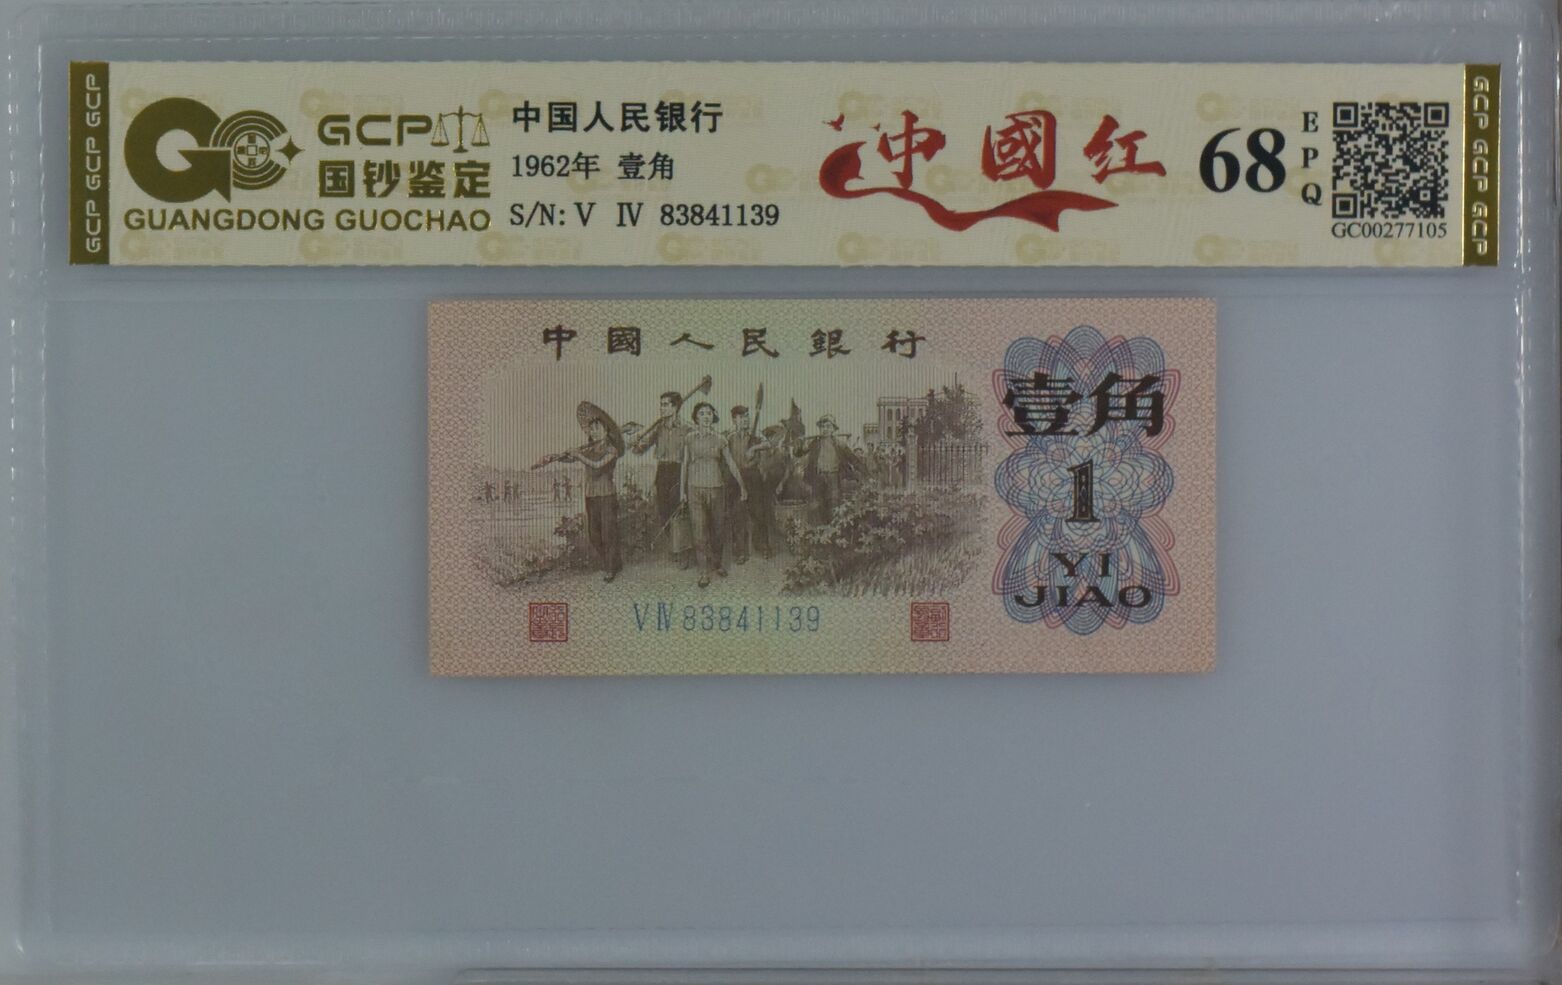 GCP GCP GCP
GCP
国钞鉴定
GUANGDONG GUOCHAO
中国人民银行
1962年 壹角
S/N: V Ⅳ 83841139
中國红
68
EPQ
GC00277105
GCP GCP GCP
中國人民銀行
壹角
1
YI
JIAO
V Ⅳ 83841139